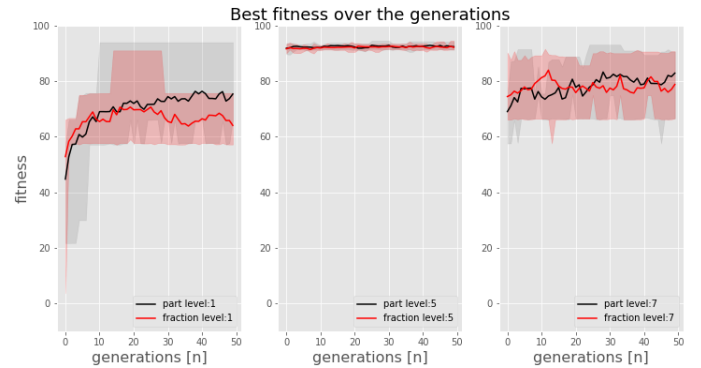 Best fitness over the generations
fitness
100
80
60
40
20
0
part level:1
fraction level:1
0 10 20 30 40 50
generations [n]
100
80
60
40
20
0
part level:5
fraction level:5
0 10 20 30 40 50
generations [n]
100
80
60
40
20
0
part level:7
fraction level:7
0 10 20 30 40 50
generations [n]